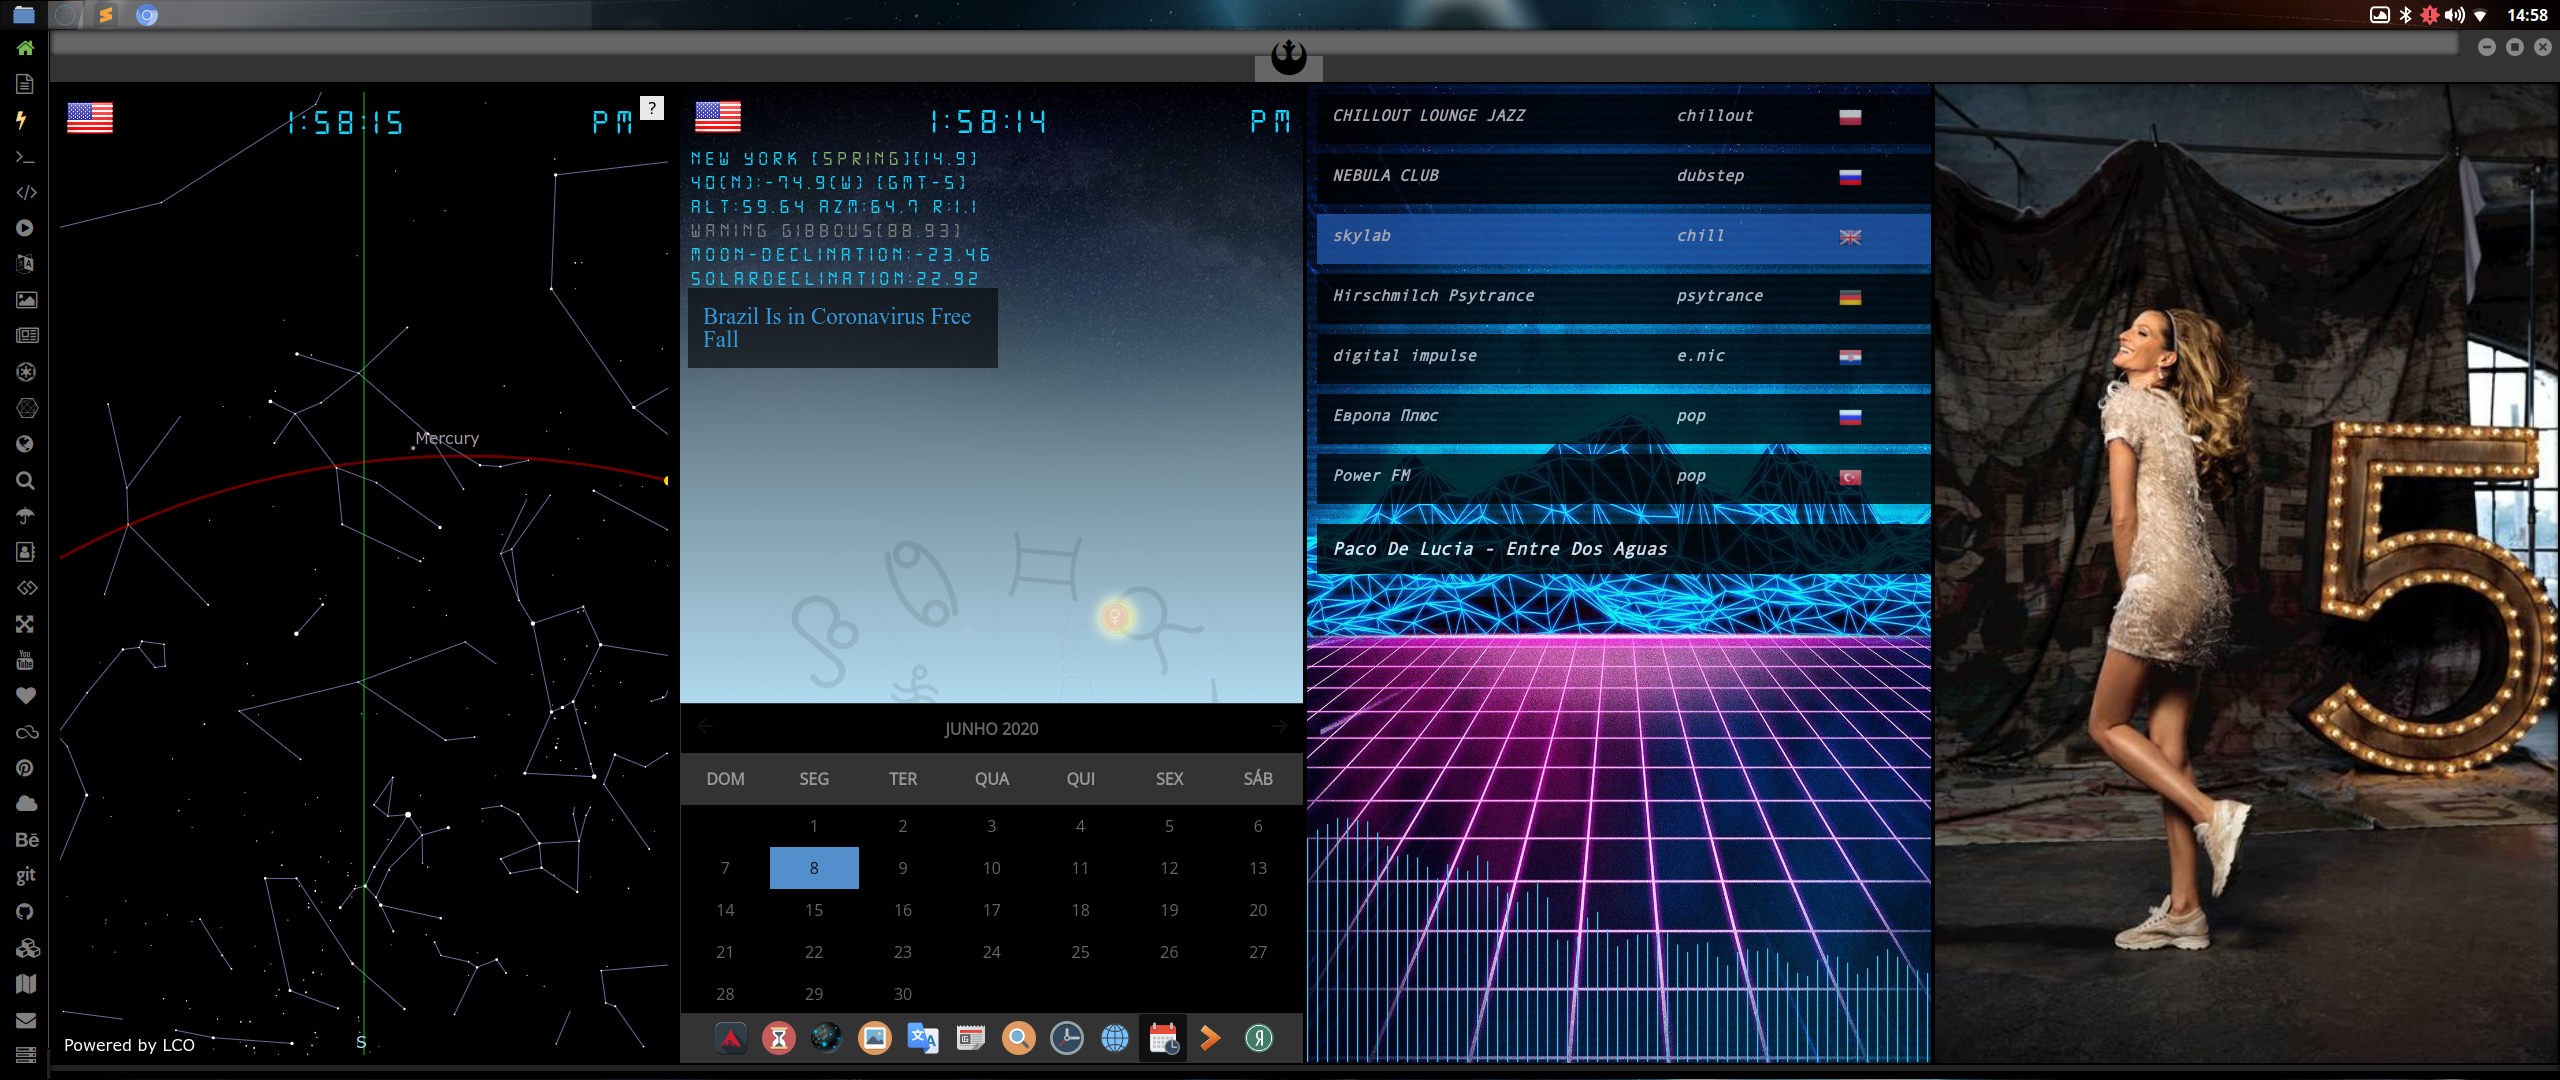 14:58
1:58:15
PM
?
Mercury
S
Powered by LCO
You
Tube
Bē
git
1:58:14
PM
NEW YORK [SPRING][14.9]
40(N):-74.9(W) [GMT-5]
ALT:59.64 AZM:64.7 R:1.1
WANING GIBBOUS[88.93]
MOON-DECLINATION:-23.46
SOLARDECLINATION:22.92
Brazil Is in Coronavirus Free
Fall
JUNHO 2020
DOM SEG TER QUA QUI SEX SÁB
1 2 3 4 5 6
7 8 9 10 11 12 13
14 15 16 17 18 19 20
21 22 23 24 25 26 27
28 29 30
CHILLOUT LOUNGE JAZZ chillout
NEBULA CLUB dubstep
skylab chill
Hirschmilch Psytrance psytrance
digital impulse e.nic
Европа Плюс pop
Power FM pop
Paco De Lucia - Entre Dos Aguas
5